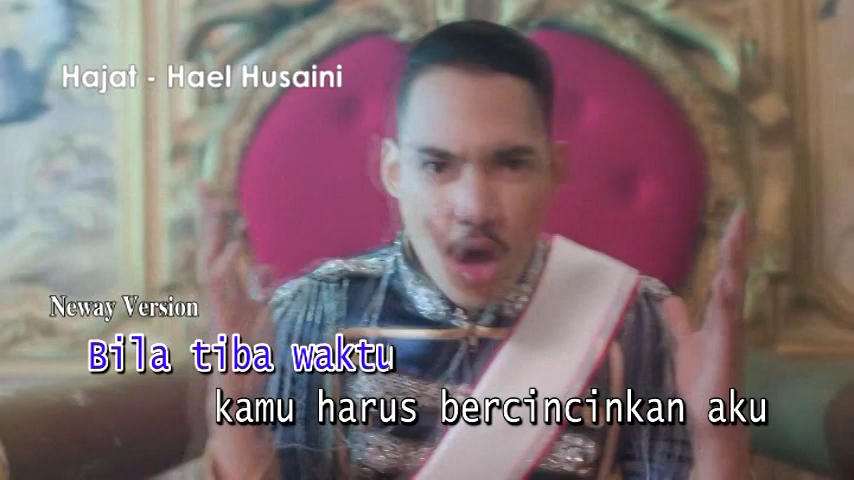 Hajat - Hael Husaini
Neway Version
Bila tiba waktu
kamu harus bercincinkan aku